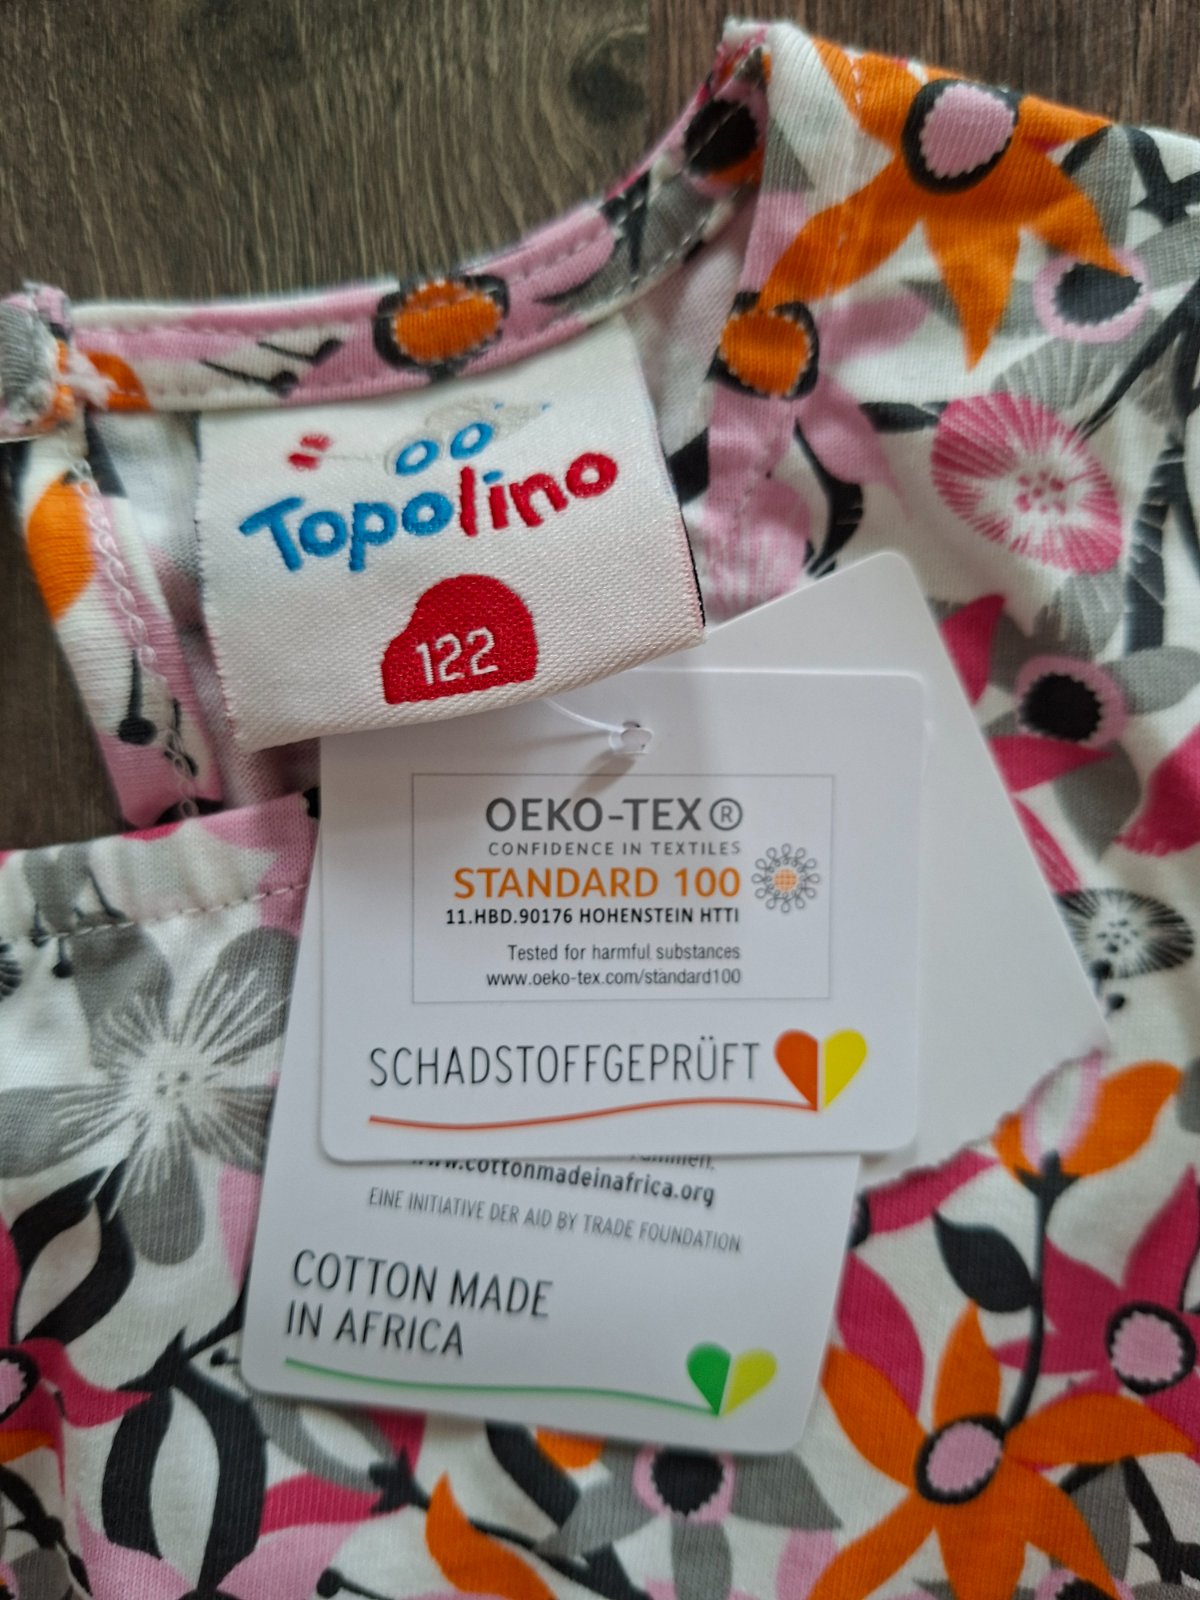 Topolino
122
OEKO-TEX®
CONFIDENCE IN TEXTILES
STANDARD 100
11.HBD.90176 HOHENSTEIN HTTI
Tested for harmful substances
www.oeko-tex.com/standard100
SCHADSTOFFGEPRÜFT
www.cottonmadeinafrica.org
EINE INITIATIVE DER AID BY TRADE FOUNDATION
COTTON MADE
IN AFRICA